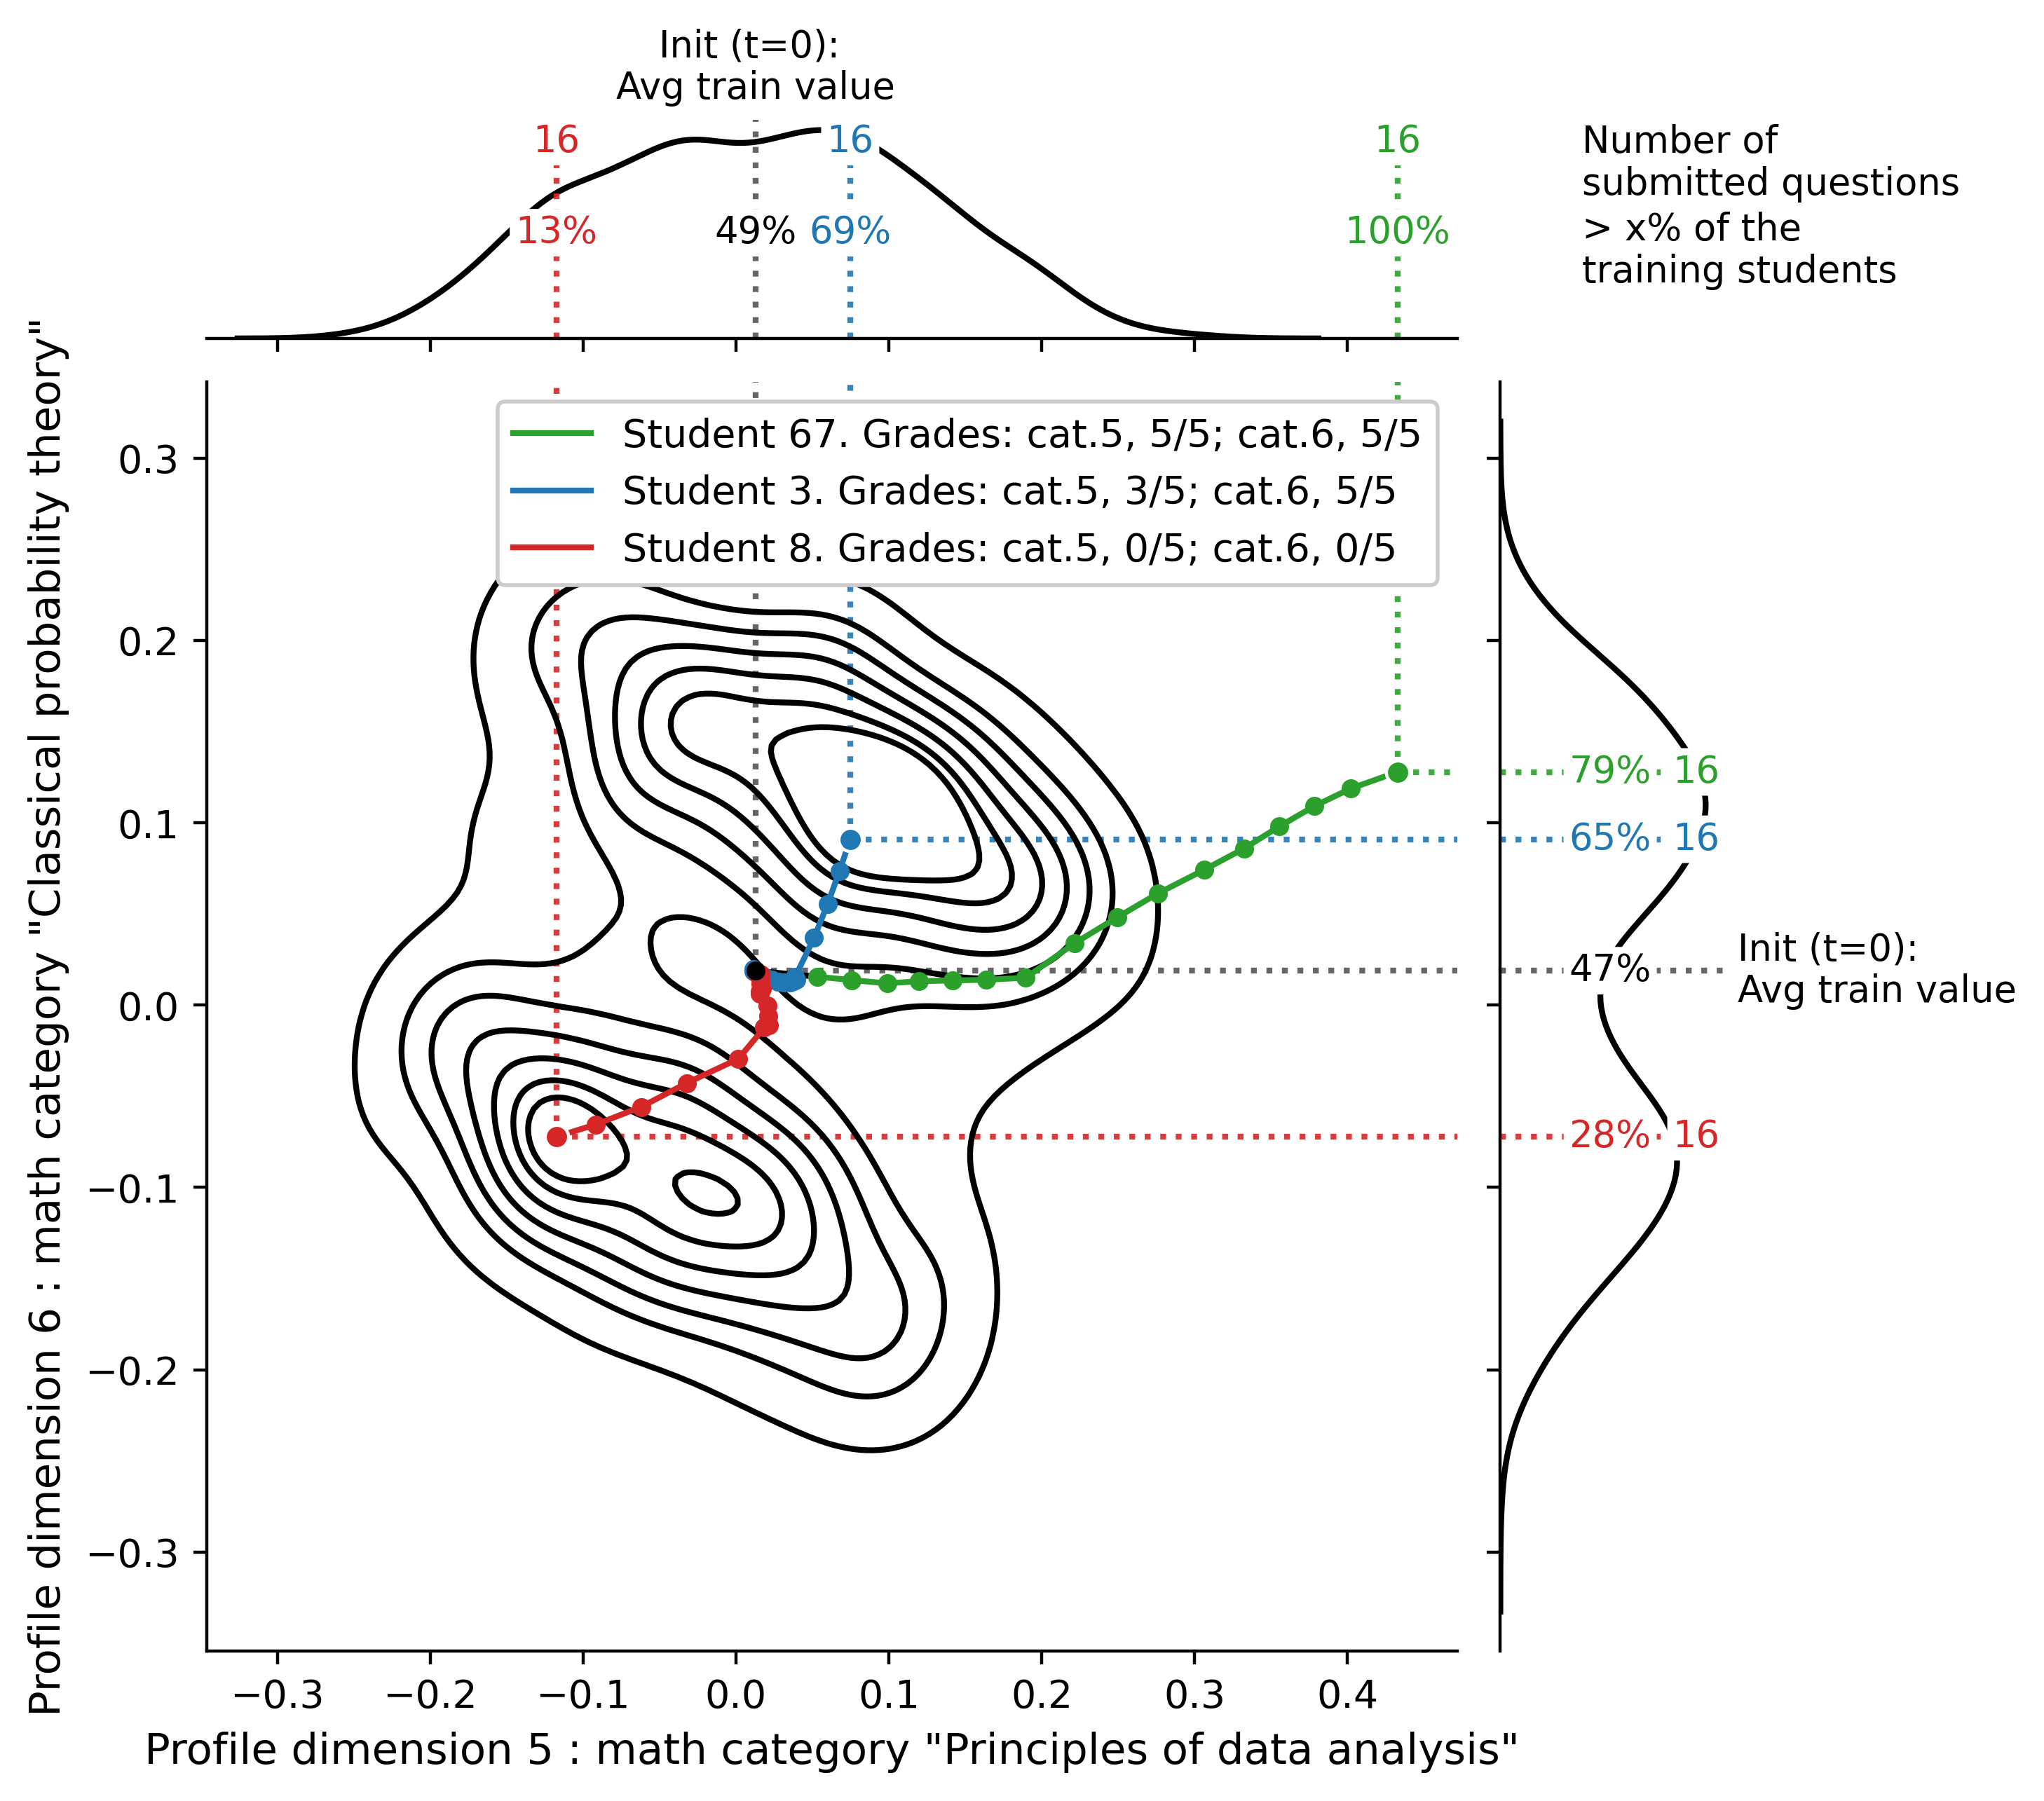 Init (t=0):
Avg train value
16
16
16
13%
49%
69%
100%
Number of
submitted questions
> x% of the
training students
Profile dimension 6 : math category "Classical probability theory"
Student 67. Grades: cat.5, 5/5; cat.6, 5/5
Student 3. Grades: cat.5, 3/5; cat.6, 5/5
Student 8. Grades: cat.5, 0/5; cat.6, 0/5
0.3
0.2
0.1
0.0
−0.1
−0.2
−0.3
79% 16
65% 16
47%
Init (t=0):
Avg train value
28% 16
−0.3
−0.2
−0.1
0.0
0.1
0.2
0.3
0.4
Profile dimension 5 : math category "Principles of data analysis"